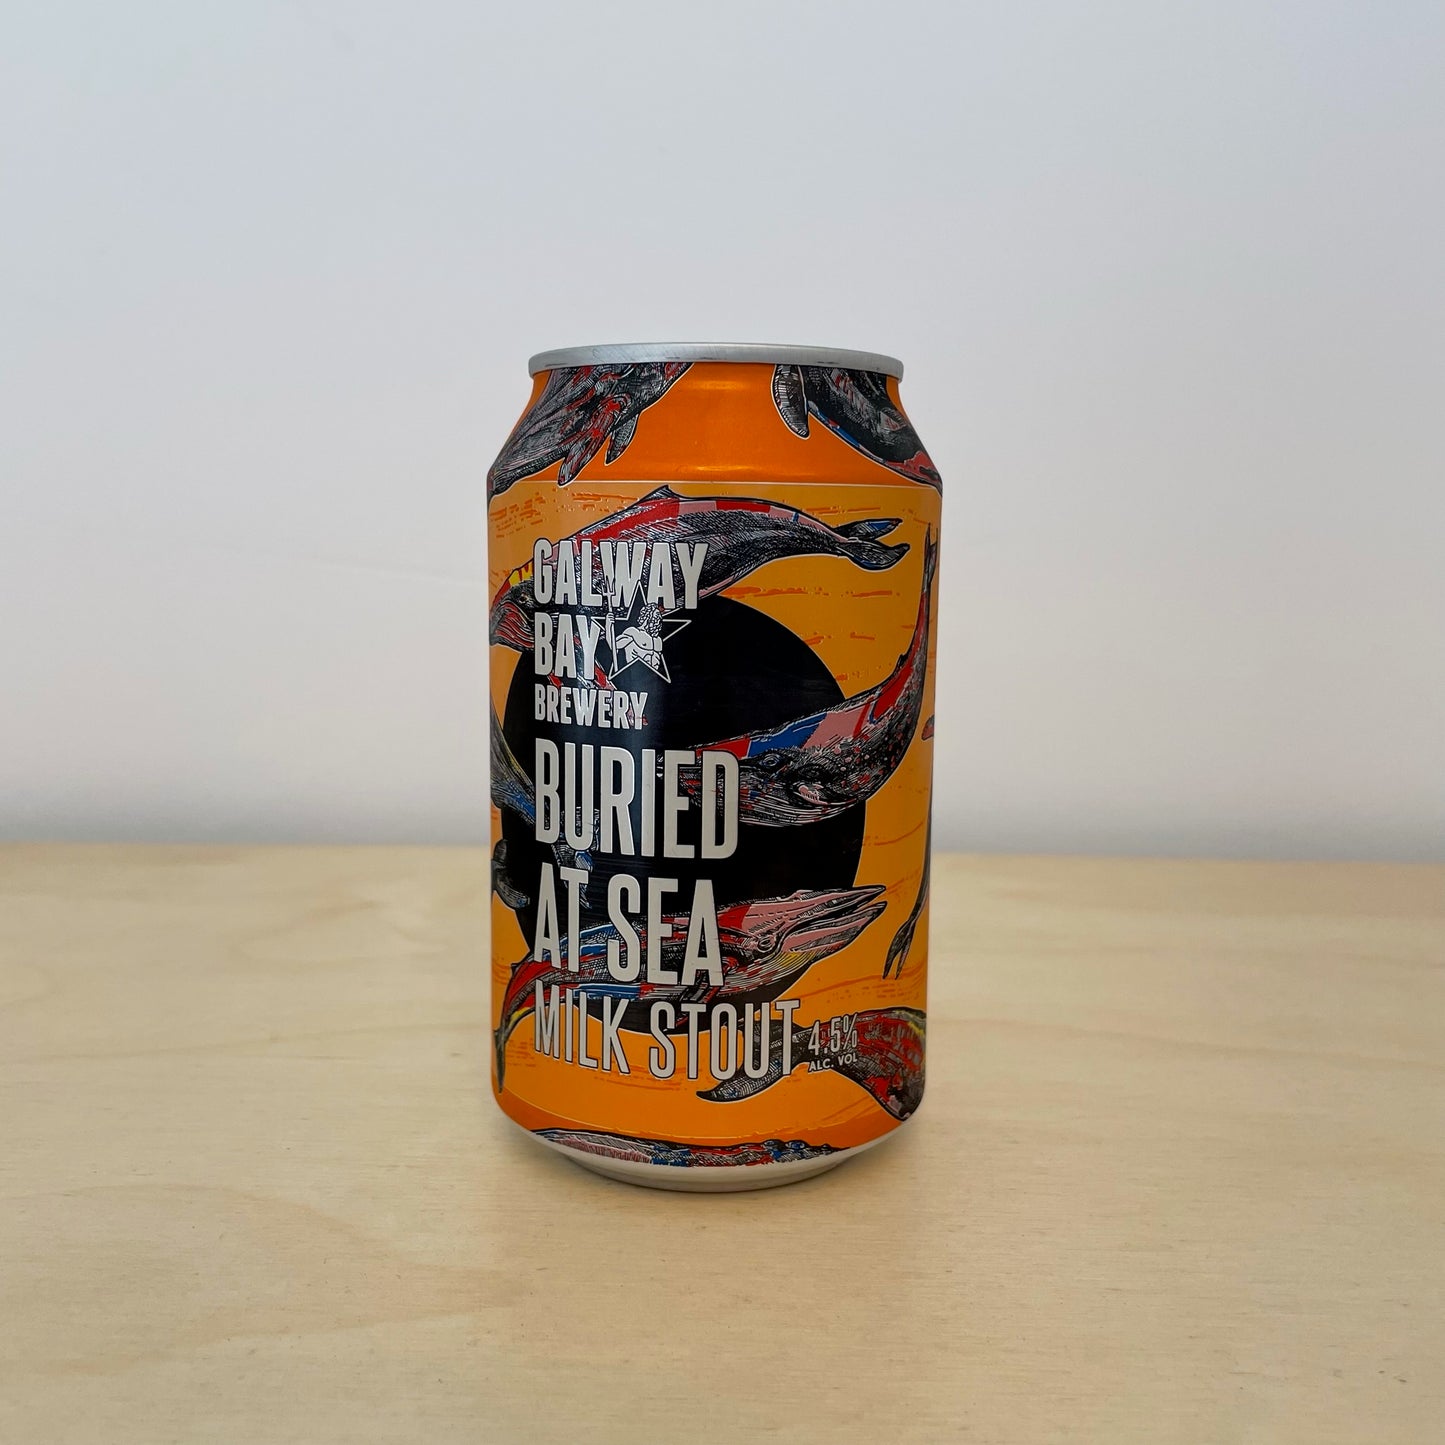 GALWAY
BAY
BREWERY
BURIED
AT SEA
MILK STOUT 4.5%
ALC. VOL